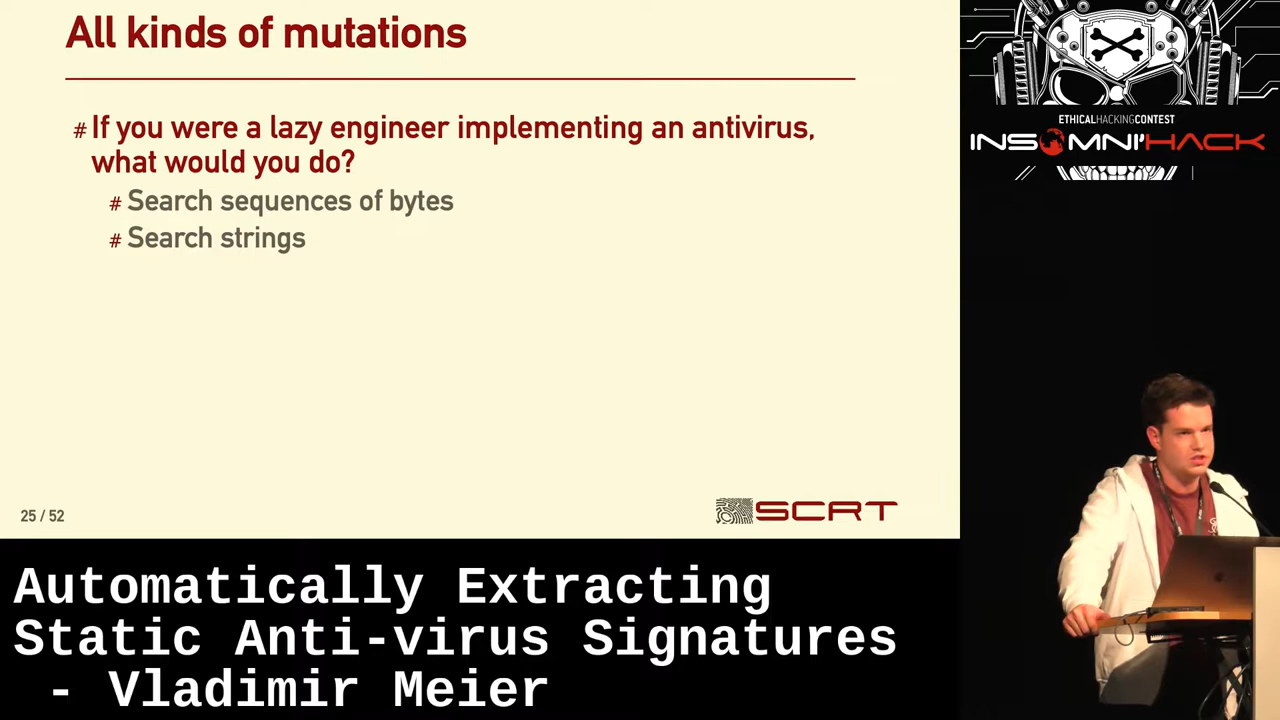 All kinds of mutations
# If you were a lazy engineer implementing an antivirus,
what would you do?
# Search sequences of bytes
# Search strings
25 / 52
SCRT
ETHICALHACKINGCONTEST
INSOMNI'HACK
Automatically Extracting
Static Anti-virus Signatures
- Vladimir Meier